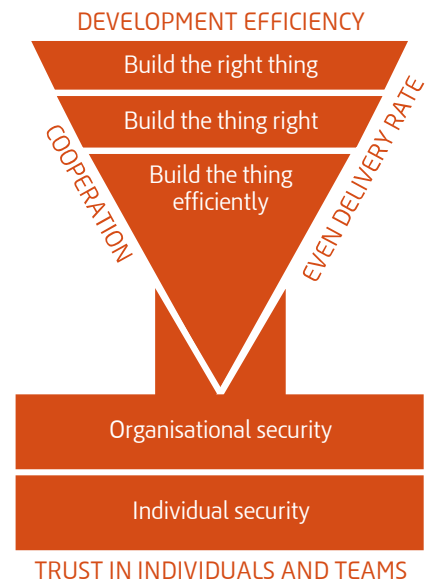 DEVELOPMENT EFFICIENCY
Build the right thing
Build the thing right
COOPERATION
EVEN DELIVERY RATE
Build the thing
efficiently
Organisational security
Individual security
TRUST IN INDIVIDUALS AND TEAMS